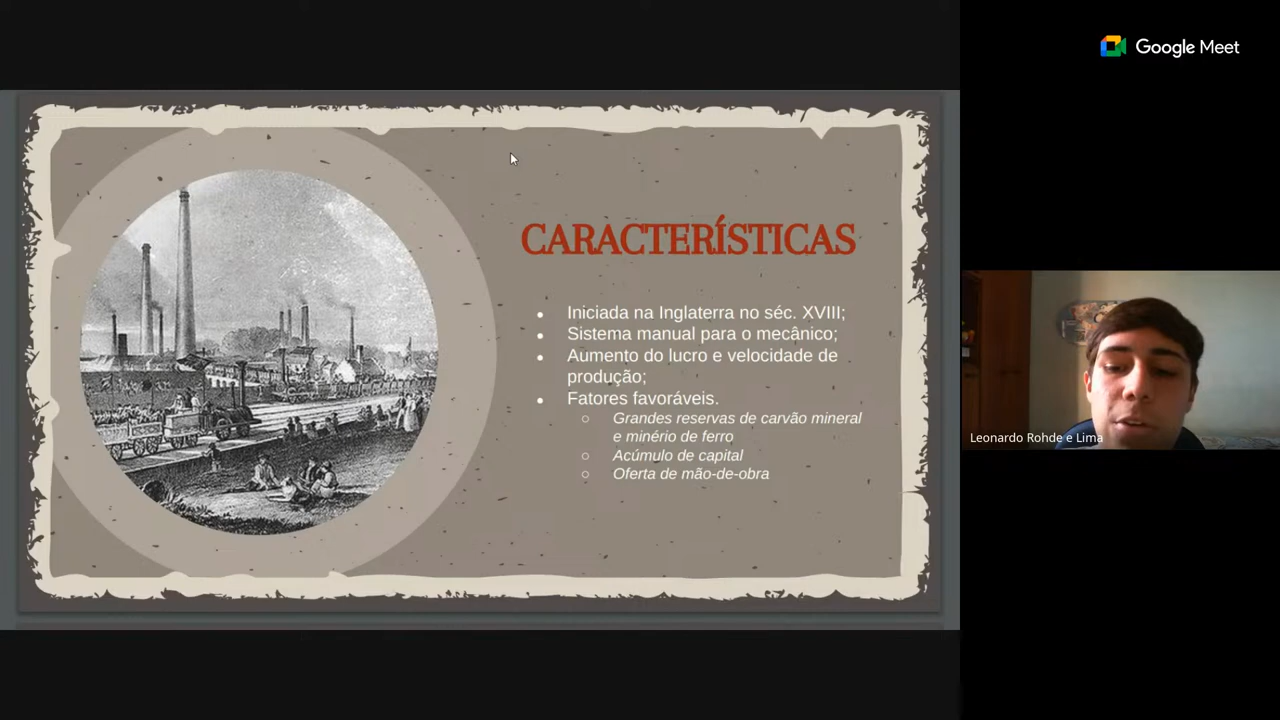 Google Meet
CARACTERÍSTICAS
● Iniciada na Inglaterra no séc. XVIII;
● Sistema manual para o mecânico;
● Aumento do lucro e velocidade de
produção;
● Fatores favoráveis.
○ Grandes reservas de carvão mineral
e minério de ferro
○ Acúmulo de capital
○ Oferta de mão-de-obra
Leonardo Rohde e Lima